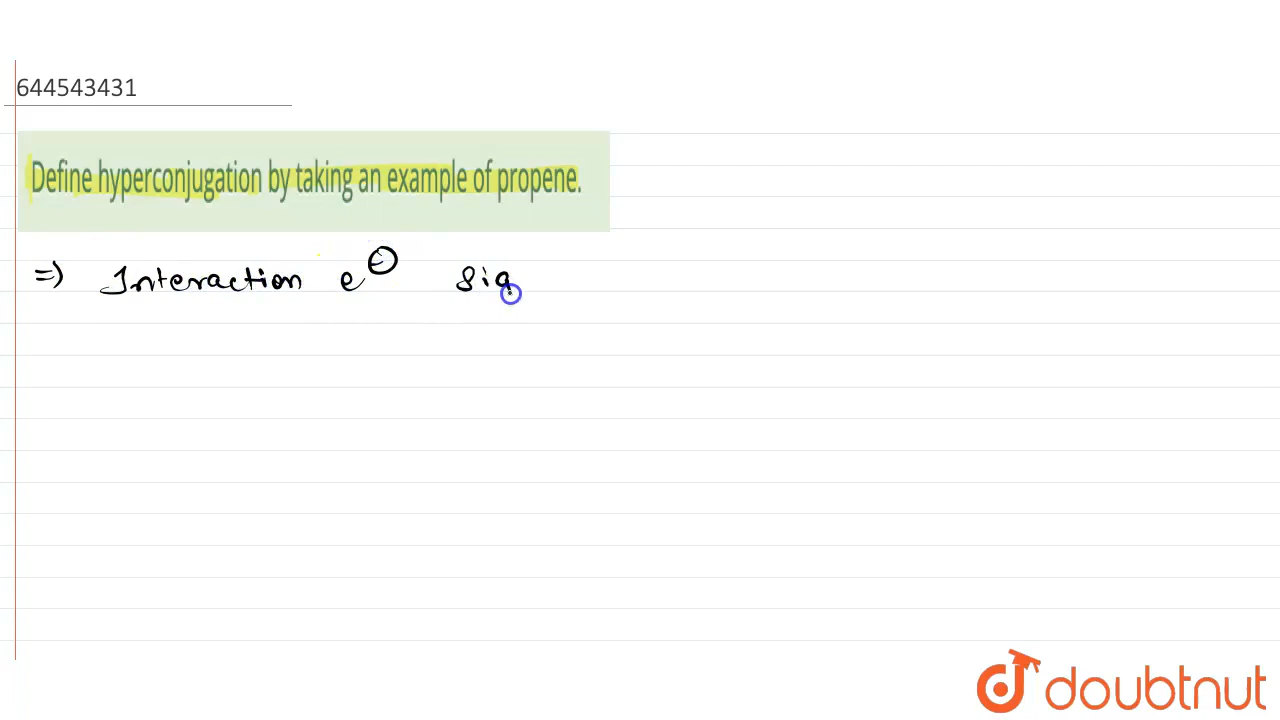 644543431
Define hyperconjugation by taking an example of propene.
=) Interaction e⊖ Sig
doubtnut